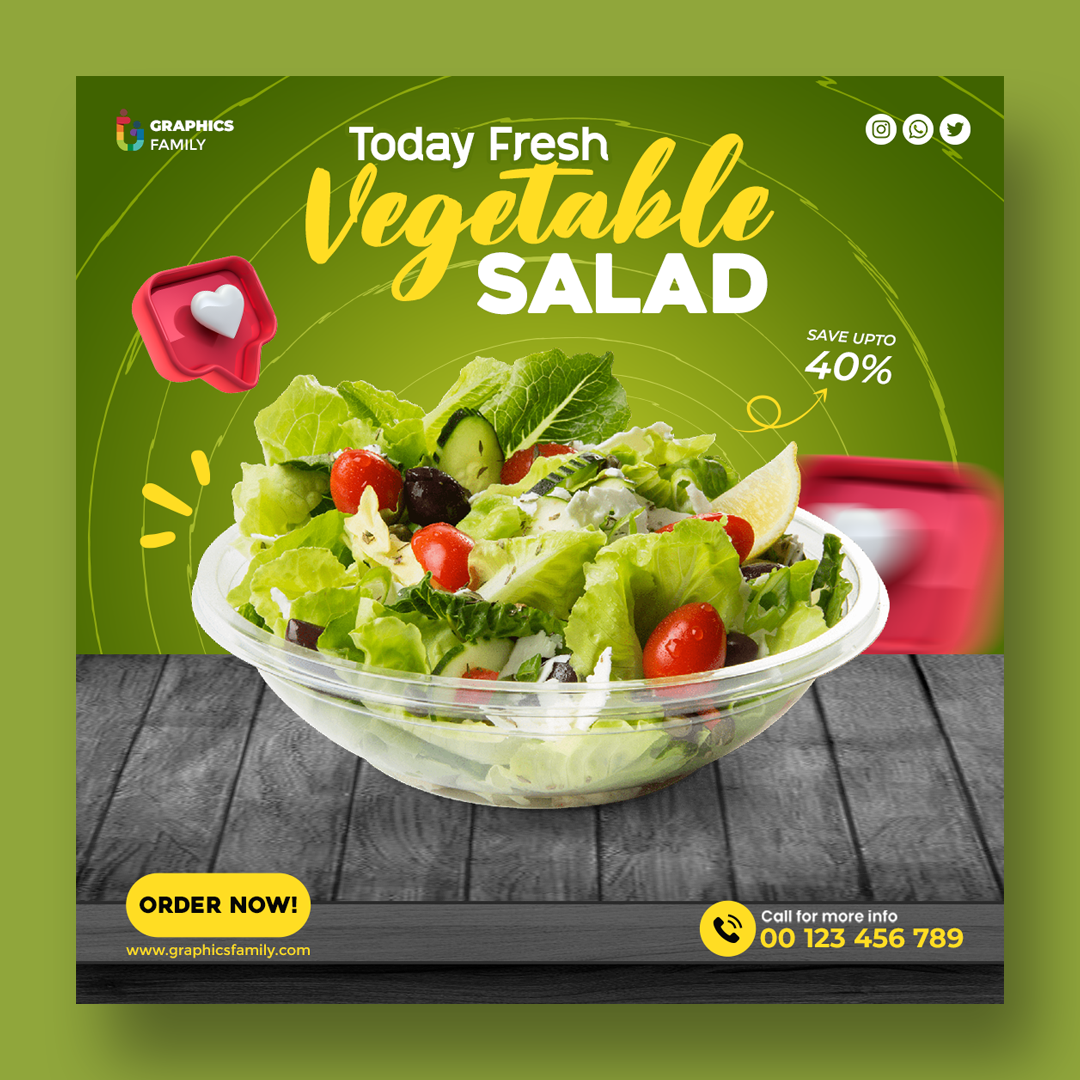 GRAPHICS
FAMILY
Today Fresh
Vegetable
SALAD
SAVE UPTO
40%
ORDER NOW!
www.graphicsfamily.com
Call for more info
00 123 456 789